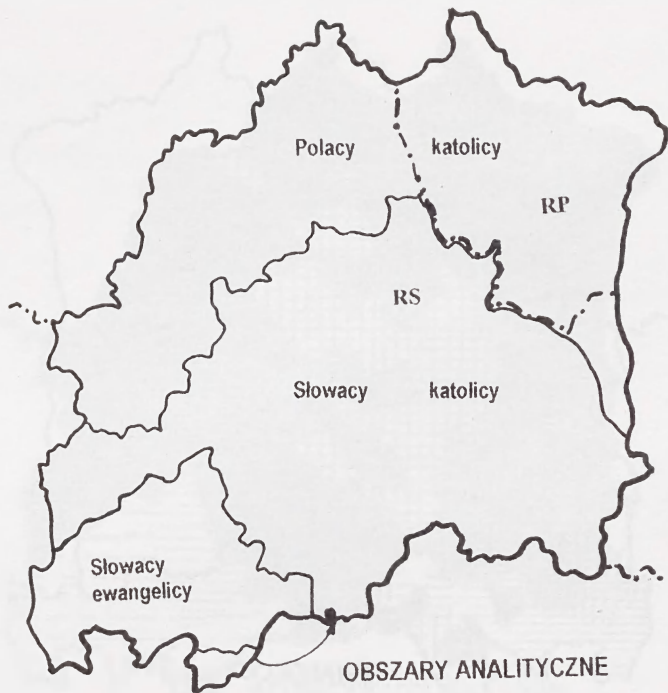 Polacy katolicy
RP
RS
Słowacy katolicy
Słowacy
ewangelicy
OBSZARY ANALITYCZNE